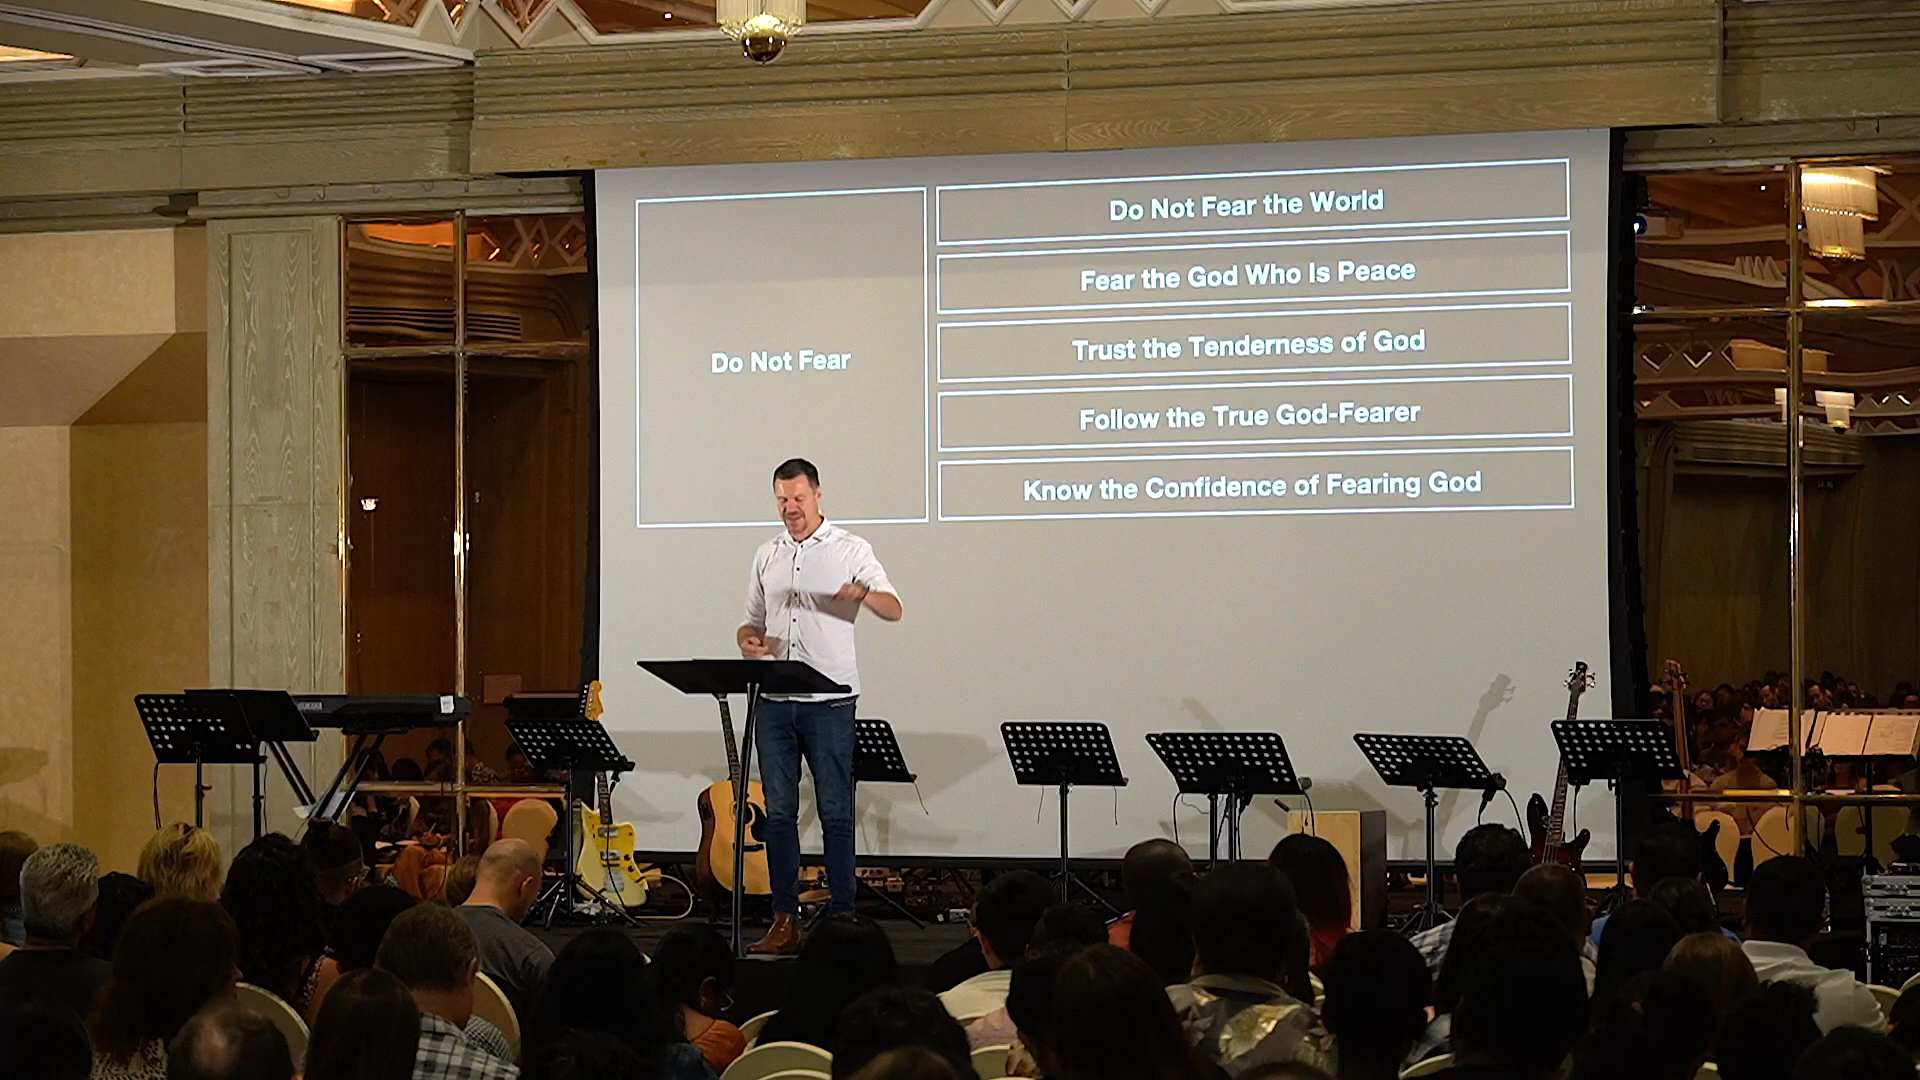 Do Not Fear
Do Not Fear the World
Fear the God Who Is Peace
Trust the Tenderness of God
Follow the True God-Fearer
Know the Confidence of Fearing God
YAMAHA